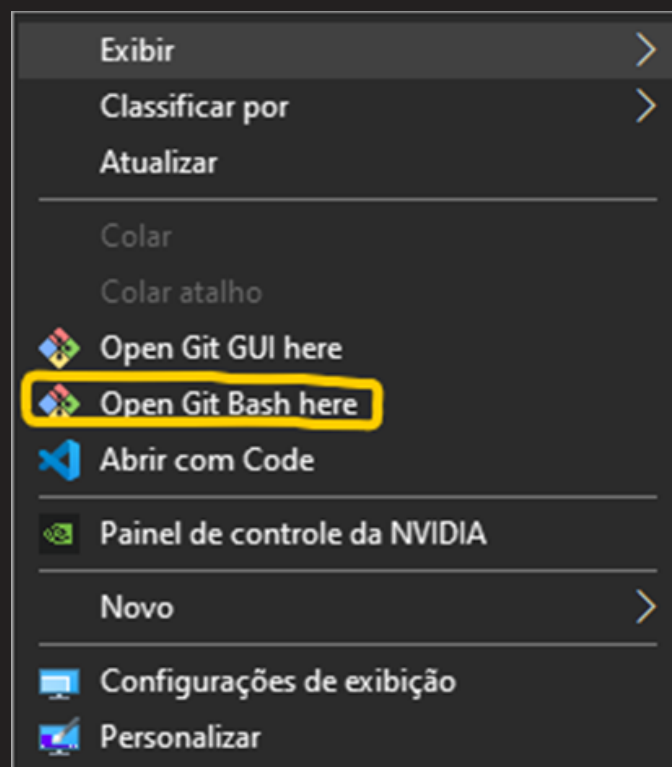 Exibir
Classificar por
Atualizar
Colar
Colar atalho
Open Git GUI here
Open Git Bash here
Abrir com Code
Painel de controle da NVIDIA
Novo
Configurações de exibição
Personalizar